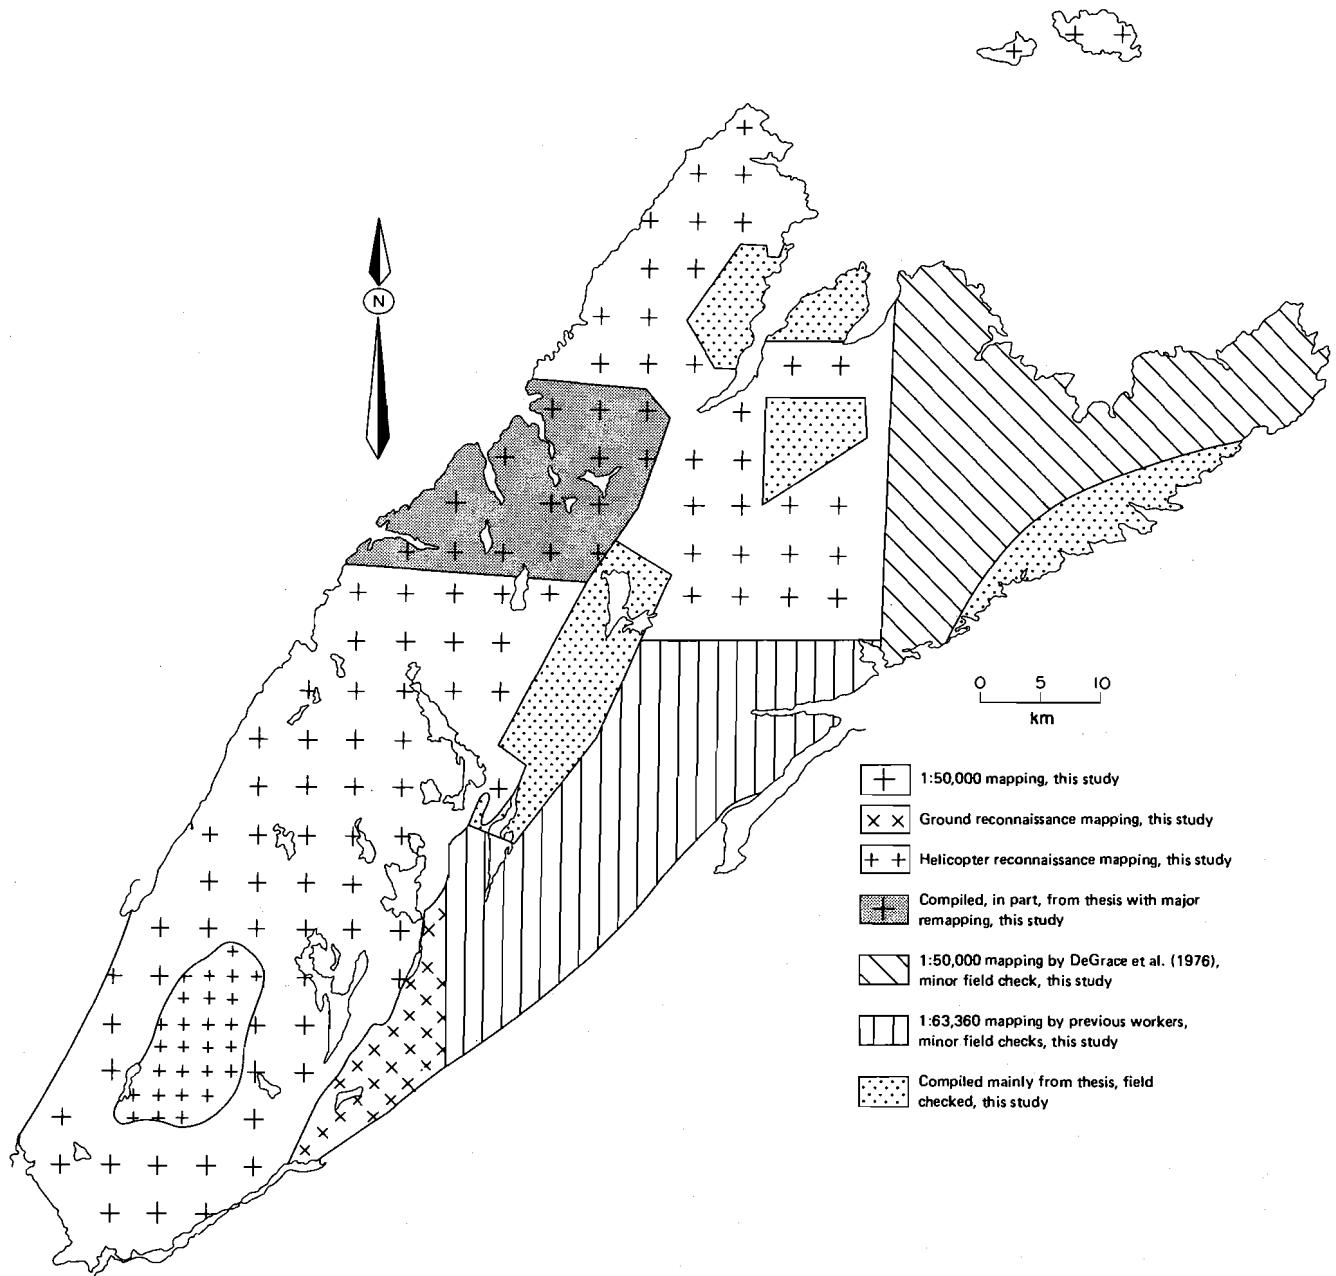 N
0 5 10
km
1:50,000 mapping, this study
Ground reconnaissance mapping, this study
Helicopter reconnaissance mapping, this study
Compiled, in part, from thesis with major
remapping, this study
1:50,000 mapping by DeGrace et al. (1976),
minor field check, this study
1:63,360 mapping by previous workers,
minor field checks, this study
Compiled mainly from thesis, field
checked, this study